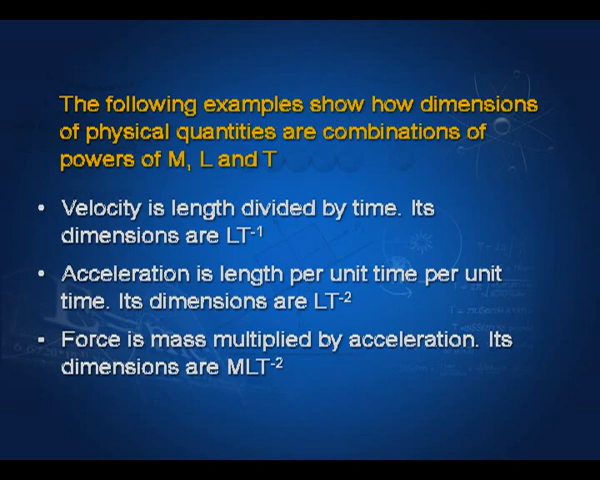 The following examples show how dimensions
of physical quantities are combinations of
powers of M, L and T
• Velocity is length divided by time. Its
dimensions are LT⁻¹
• Acceleration is length per unit time per unit
time. Its dimensions are LT⁻²
• Force is mass multiplied by acceleration. Its
dimensions are MLT⁻²